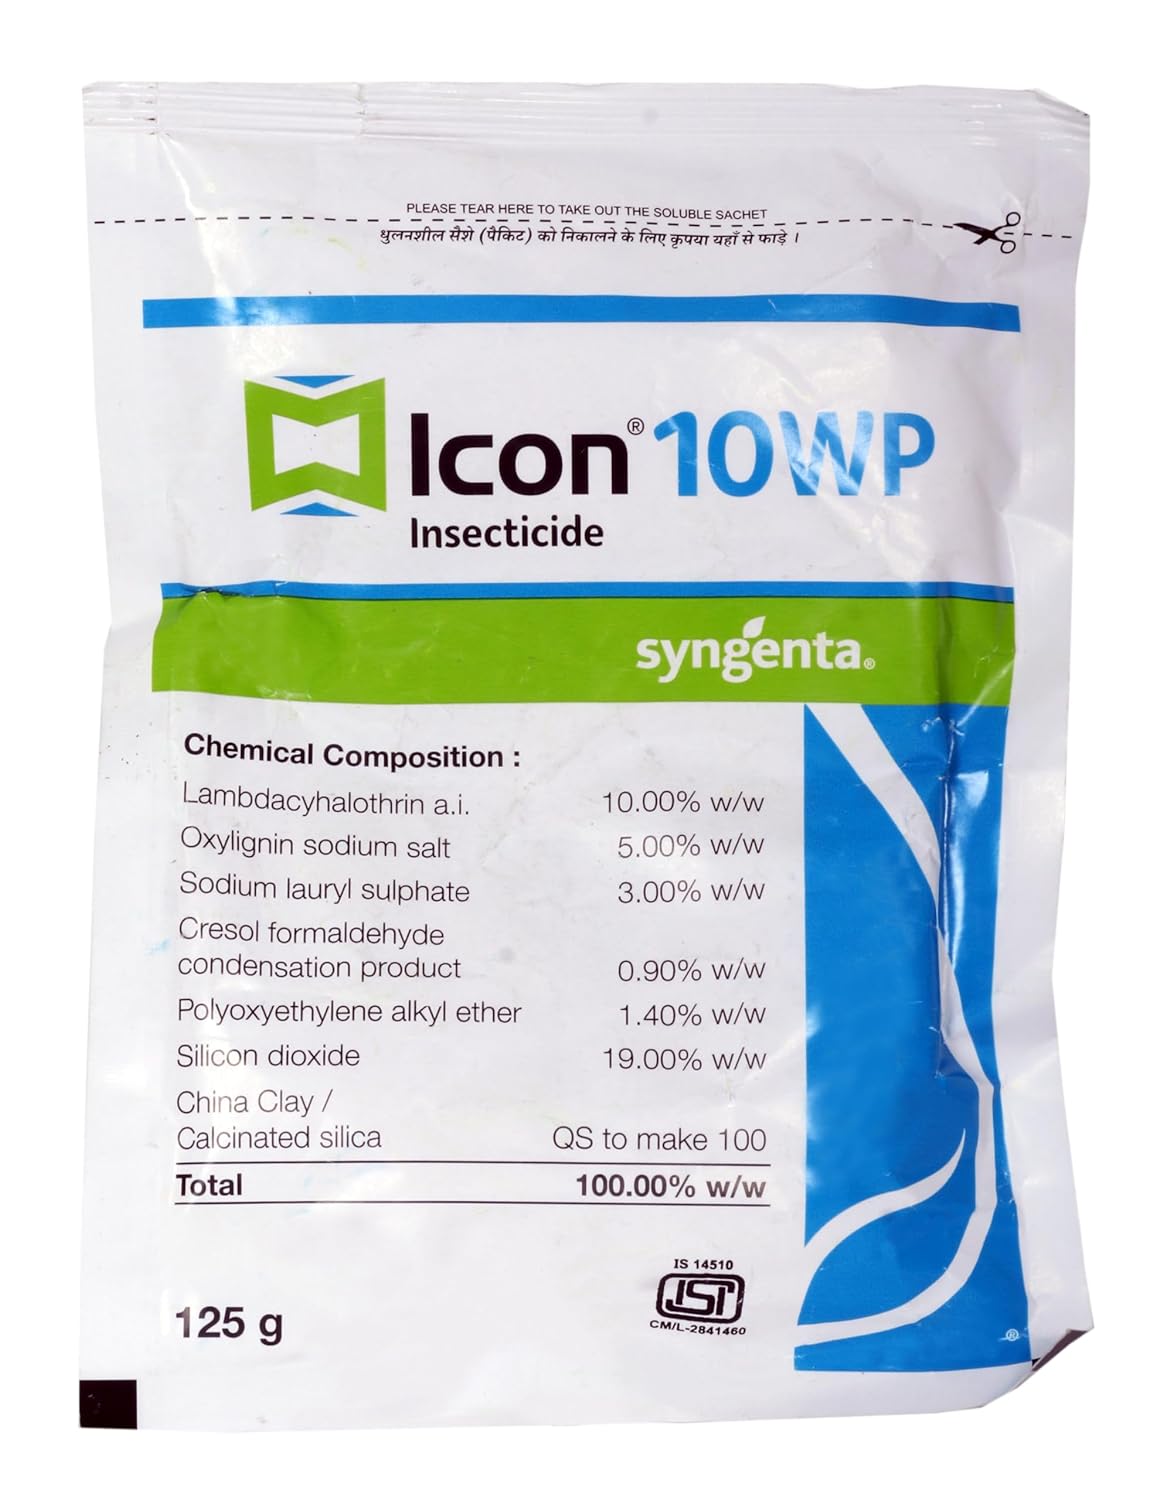 PLEASE TEAR HERE TO TAKE OUT THE SOLUBLE SACHET
धुलनशील सैशे (पैकिट) को निकालने के लिए कृपया यहाँ से फाड़े ।
Icon® 10WP
Insecticide
syngenta®
Chemical Composition :
Lambdacyhalothrin a.i. 10.00% w/w
Oxylignin sodium salt 5.00% w/w
Sodium lauryl sulphate 3.00% w/w
Cresol formaldehyde
condensation product 0.90% w/w
Polyoxyethylene alkyl ether 1.40% w/w
Silicon dioxide 19.00% w/w
China Clay /
Calcinated silica QS to make 100
Total 100.00% w/w
IS 14510
ISI
CM/L-2841460
125 g
®